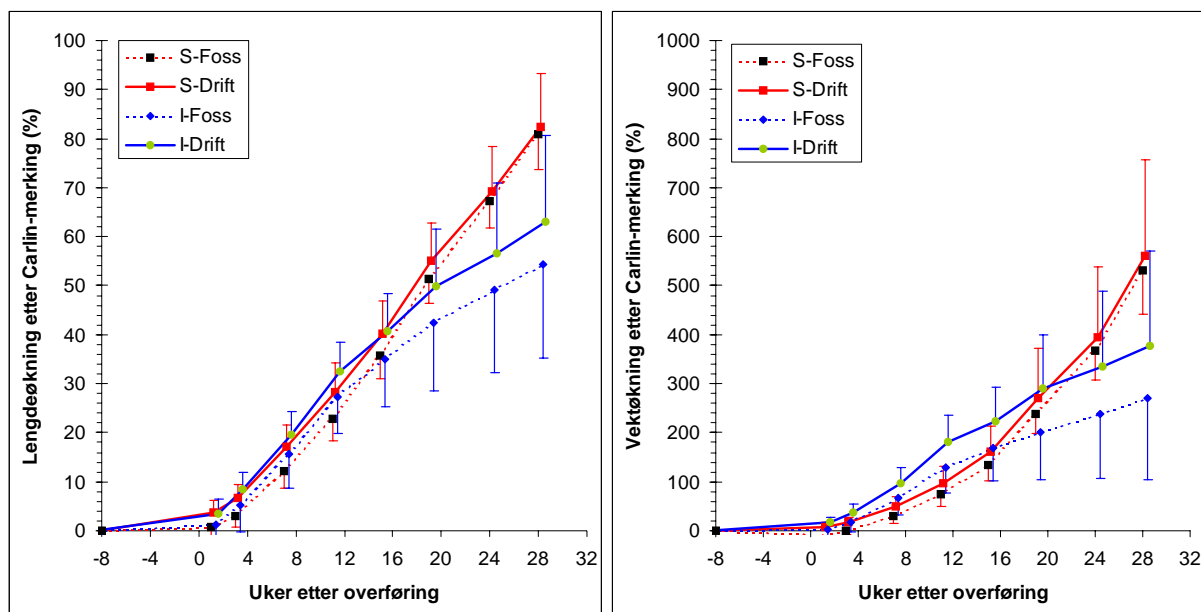 Lengdeøkning etter Carlin-merking (%)
100
90
80
70
60
50
40
30
20
10
0
S-Foss
S-Drift
I-Foss
I-Drift
-8 -4 0 4 8 12 16 20 24 28 32
Uker etter overføring
Vektøkning etter Carlin-merking (%)
1000
900
800
700
600
500
400
300
200
100
0
S-Foss
S-Drift
I-Foss
I-Drift
-8 -4 0 4 8 12 16 20 24 28 32
Uker etter overføring